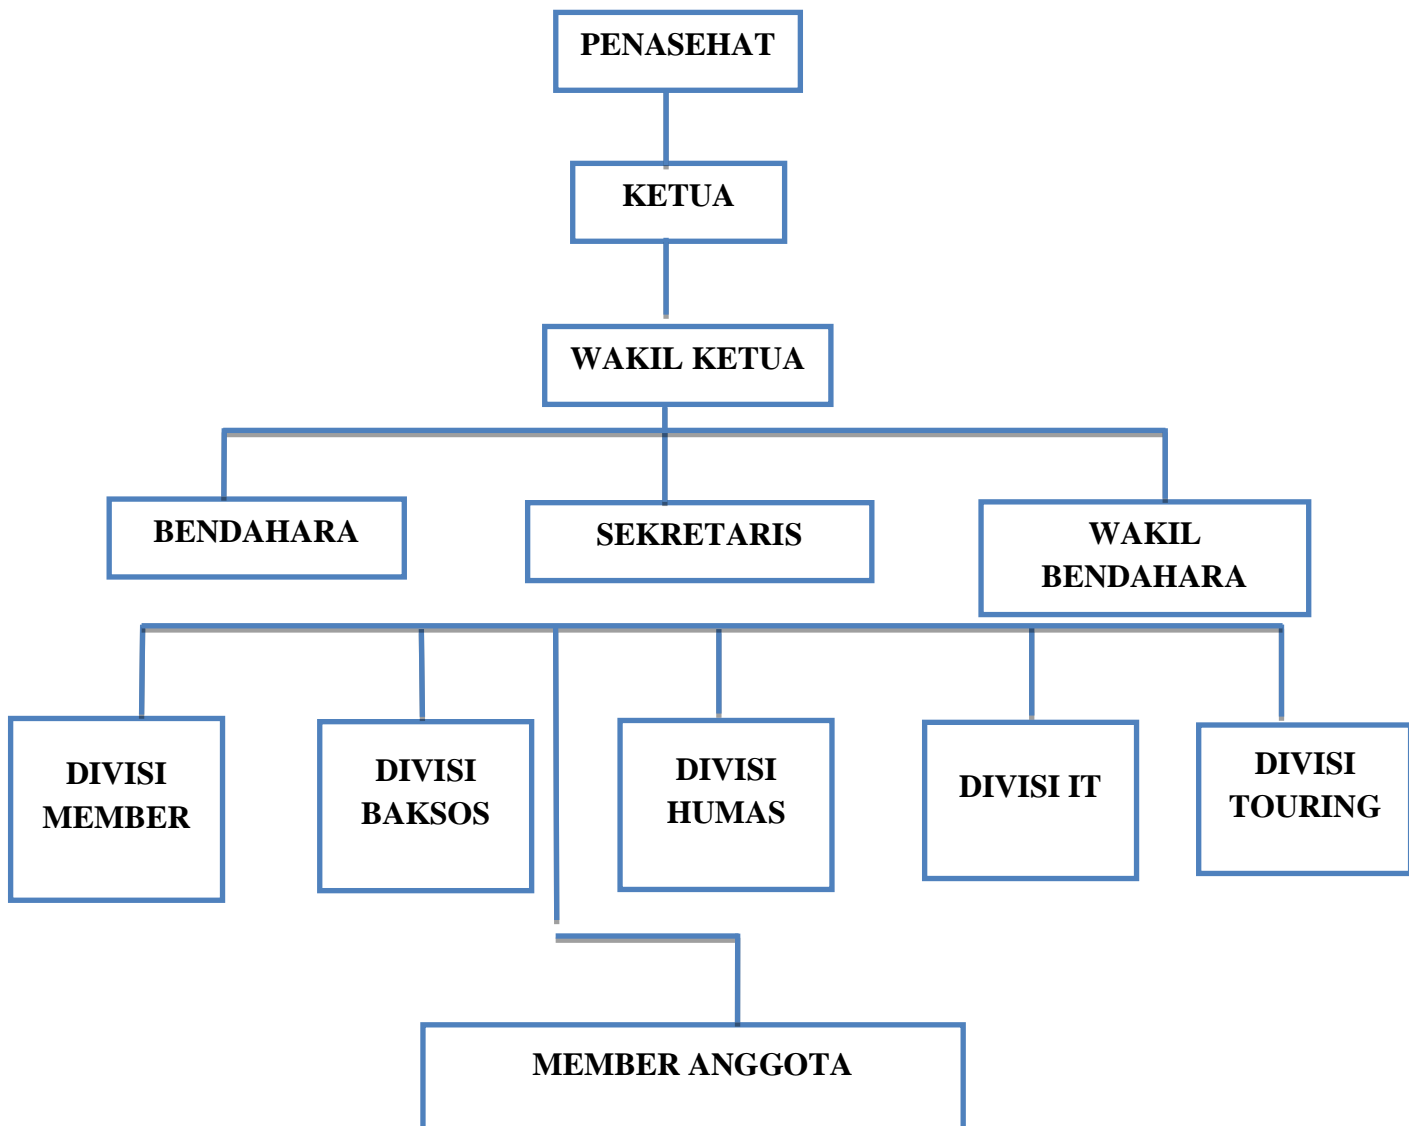 PENASEHAT
KETUA
WAKIL KETUA
BENDAHARA
SEKRETARIS
WAKIL
BENDAHARA
DIVISI
MEMBER
DIVISI
BAKSOS
DIVISI
HUMAS
DIVISI IT
DIVISI
TOURING
MEMBER ANGGOTA